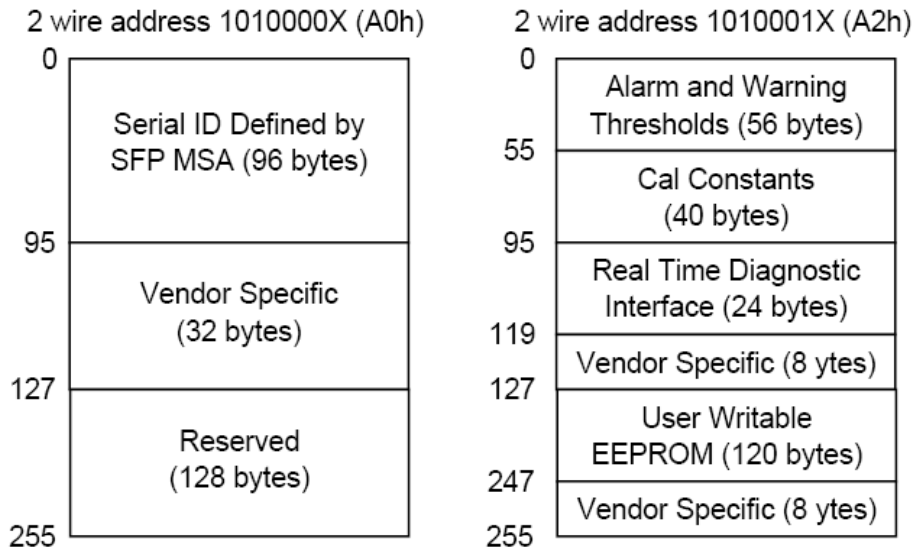 2 wire address 1010000X (A0h)
0
Serial ID Defined by
SFP MSA (96 bytes)
95
Vendor Specific
(32 bytes)
127
Reserved
(128 bytes)
255
2 wire address 1010001X (A2h)
0
Alarm and Warning
Thresholds (56 bytes)
55
Cal Constants
(40 bytes)
95
Real Time Diagnostic
Interface (24 bytes)
119
Vendor Specific (8 ytes)
127
User Writable
EEPROM (120 bytes)
247
Vendor Specific (8 ytes)
255